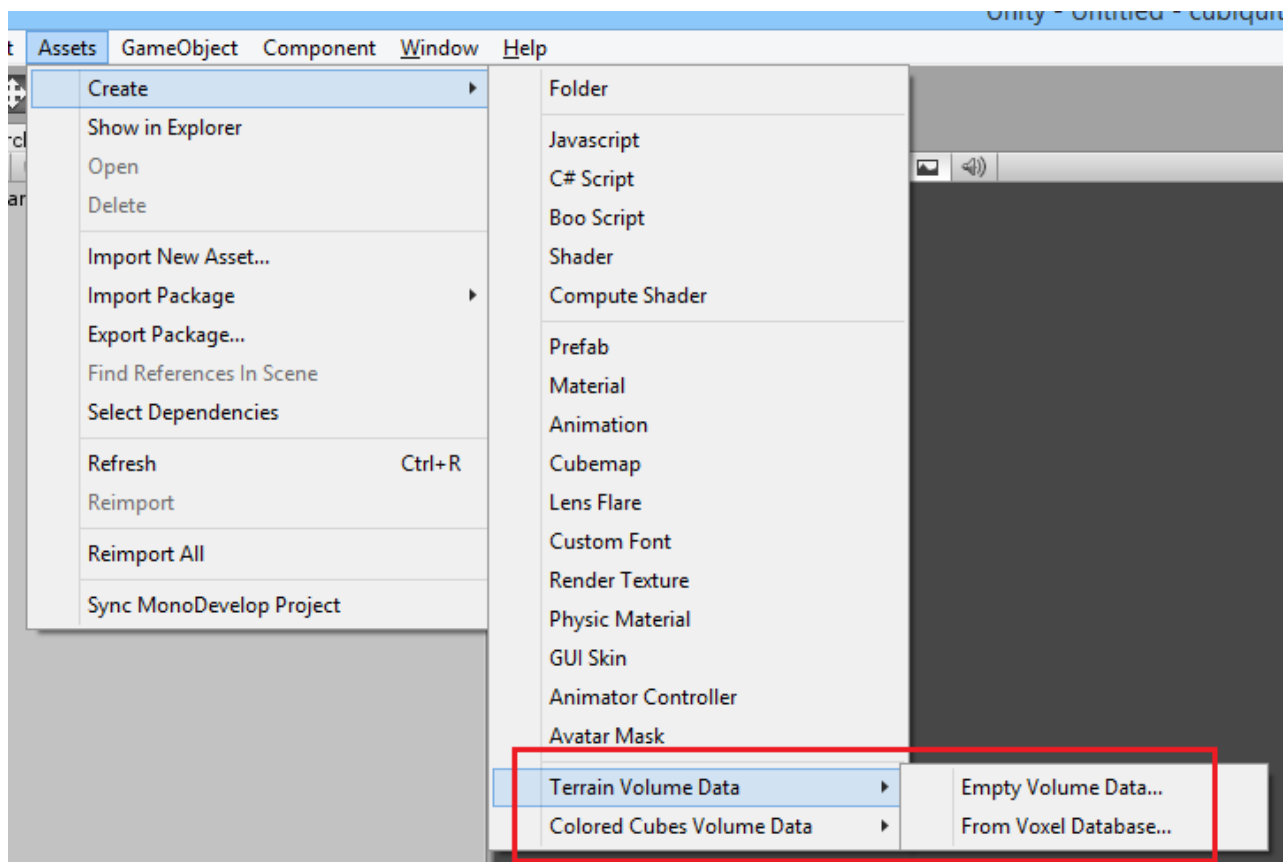 Unity - Untitled - cubiquit
t Assets GameObject Component Window Help
Create
Show in Explorer
Open
Delete
Import New Asset...
Import Package
Export Package...
Find References In Scene
Select Dependencies
Refresh Ctrl+R
Reimport
Reimport All
Sync MonoDevelop Project
Folder
Javascript
C# Script
Boo Script
Shader
Compute Shader
Prefab
Material
Animation
Cubemap
Lens Flare
Custom Font
Render Texture
Physic Material
GUI Skin
Animator Controller
Avatar Mask
Terrain Volume Data
Colored Cubes Volume Data
Empty Volume Data...
From Voxel Database...